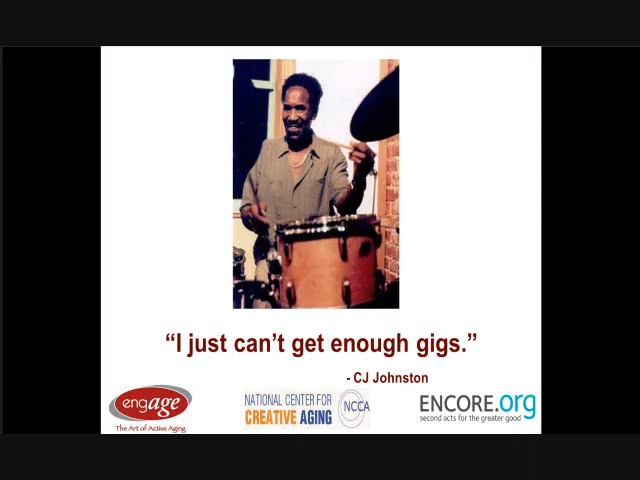 “I just can’t get enough gigs.”
- CJ Johnston
engage
The Art of Active Aging
NATIONAL CENTER FOR
CREATIVE AGING
NCCA
ENCORE.org
second acts for the greater good